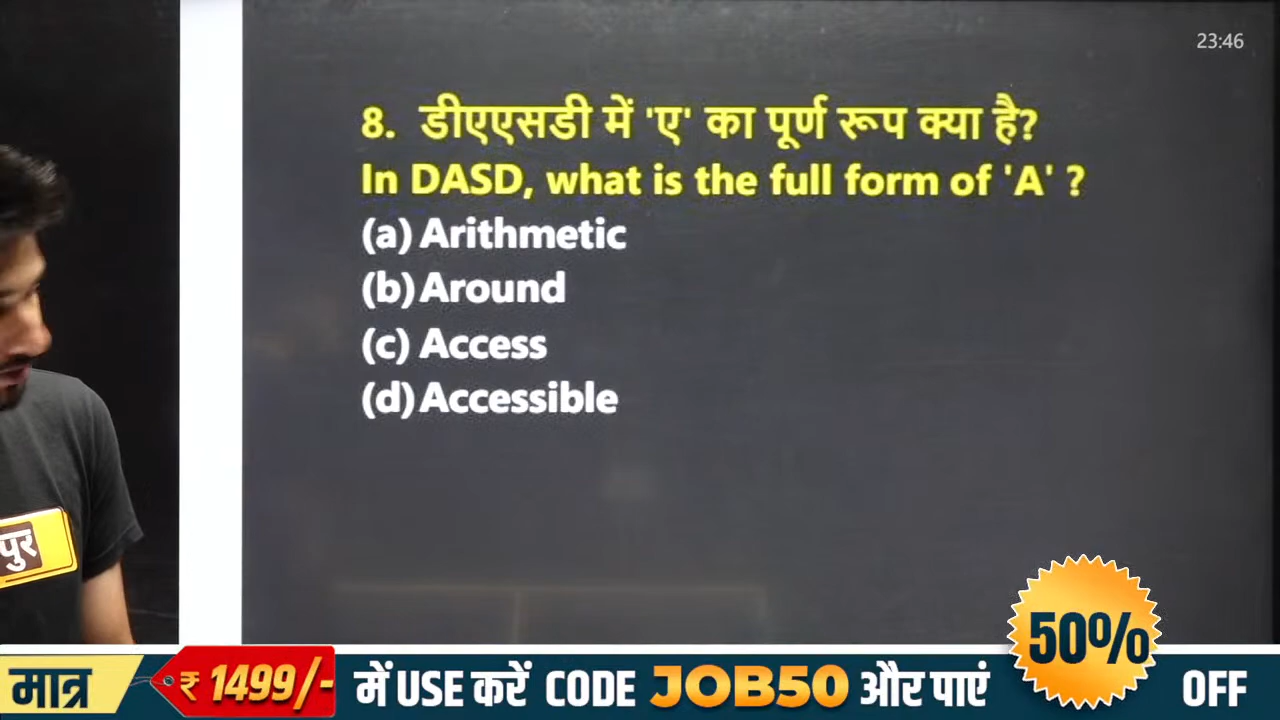 23:46
8. डीएएसडी में 'ए' का पूर्ण रूप क्या है?
In DASD, what is the full form of 'A' ?
(a) Arithmetic
(b) Around
(c) Access
(d) Accessible
पुर
मात्र ₹ 1499/- में USE करें CODE JOB50 और पाएं 50% OFF